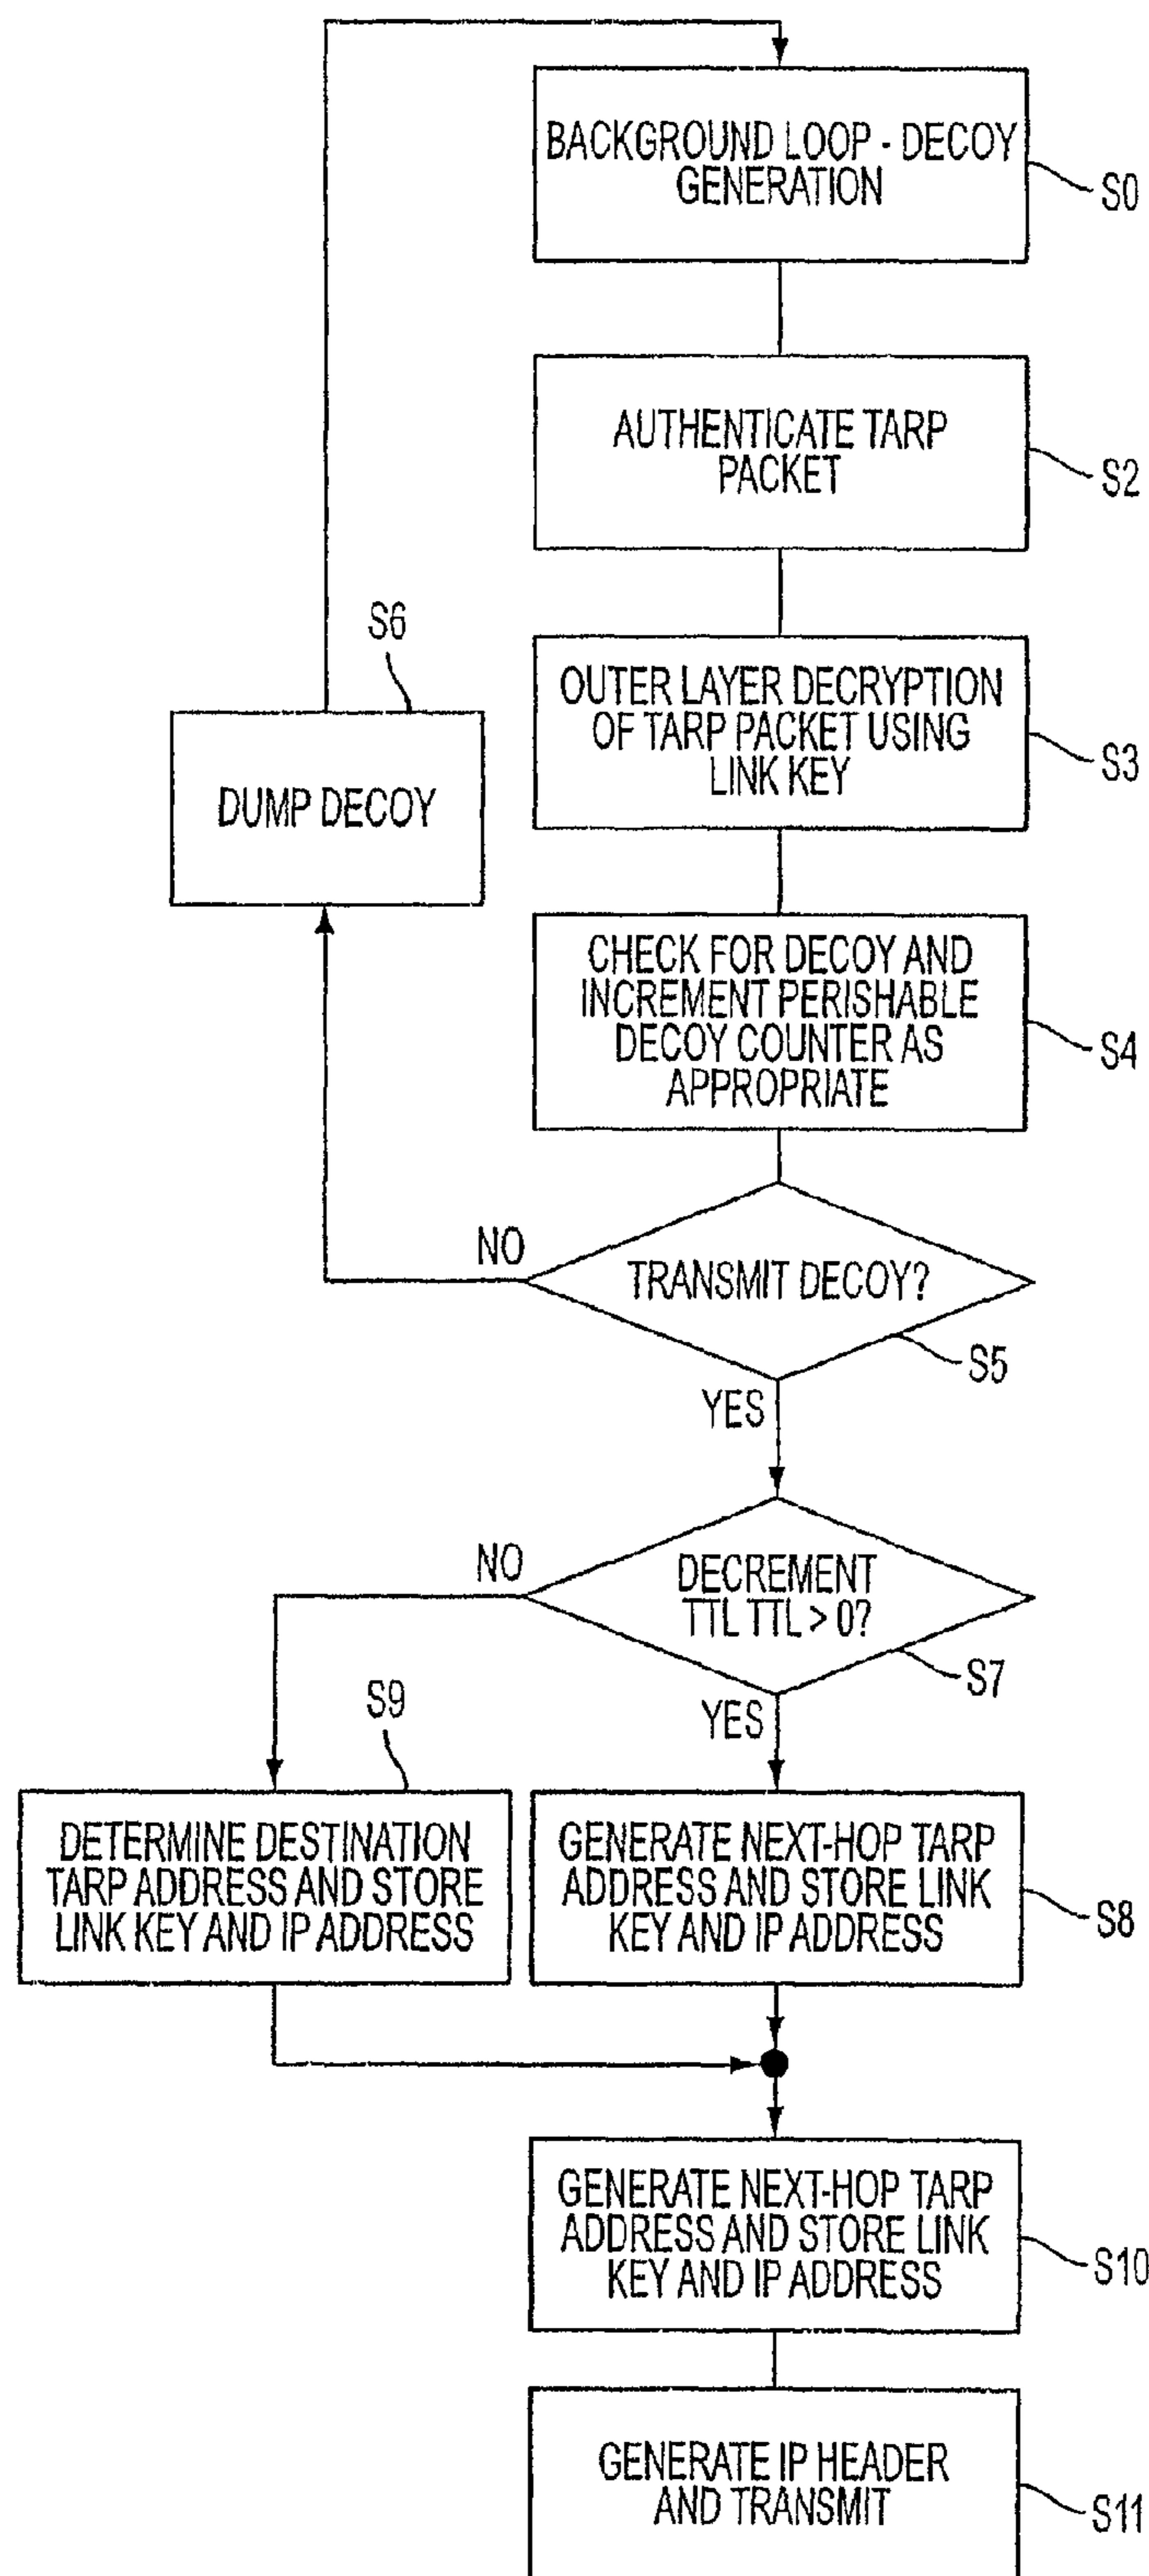 BACKGROUND LOOP - DECOY
GENERATION
S0
AUTHENTICATE TARP
PACKET
S2
OUTER LAYER DECRYPTION
OF TARP PACKET USING
LINK KEY
S3
S6
DUMP DECOY
CHECK FOR DECOY AND
INCREMENT PERISHABLE
DECOY COUNTER AS
APPROPRIATE
S4
NO
TRANSMIT DECOY?
S5
YES
NO
DECREMENT
TTL TTL > 0?
S7
YES
S9
DETERMINE DESTINATION
TARP ADDRESS AND STORE
LINK KEY AND IP ADDRESS
GENERATE NEXT-HOP TARP
ADDRESS AND STORE LINK
KEY AND IP ADDRESS
S8
GENERATE NEXT-HOP TARP
ADDRESS AND STORE LINK
KEY AND IP ADDRESS
S10
GENERATE IP HEADER
AND TRANSMIT
S11